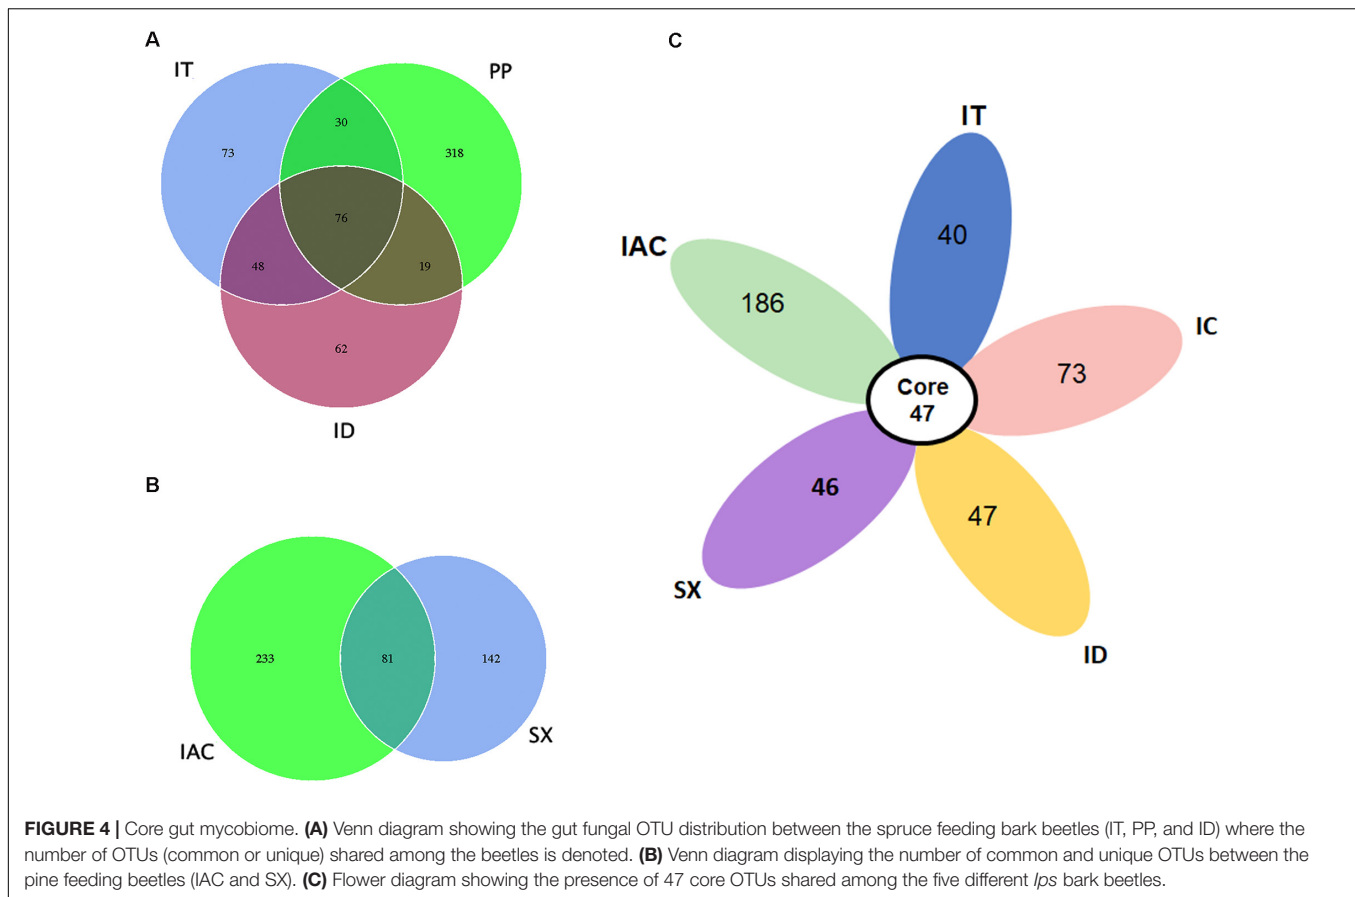 A
IT
PP
30
73
318
76
48
19
62
ID
B
233
81
142
IAC
SX
C
IT
40
IAC
186
IC
73
Core
47
46
47
SX
ID
FIGURE 4 | Core gut mycobiome. (A) Venn diagram showing the gut fungal OTU distribution between the spruce feeding bark beetles (IT, PP, and ID) where the
number of OTUs (common or unique) shared among the beetles is denoted. (B) Venn diagram displaying the number of common and unique OTUs between the
pine feeding beetles (IAC and SX). (C) Flower diagram showing the presence of 47 core OTUs shared among the five different Ips bark beetles.